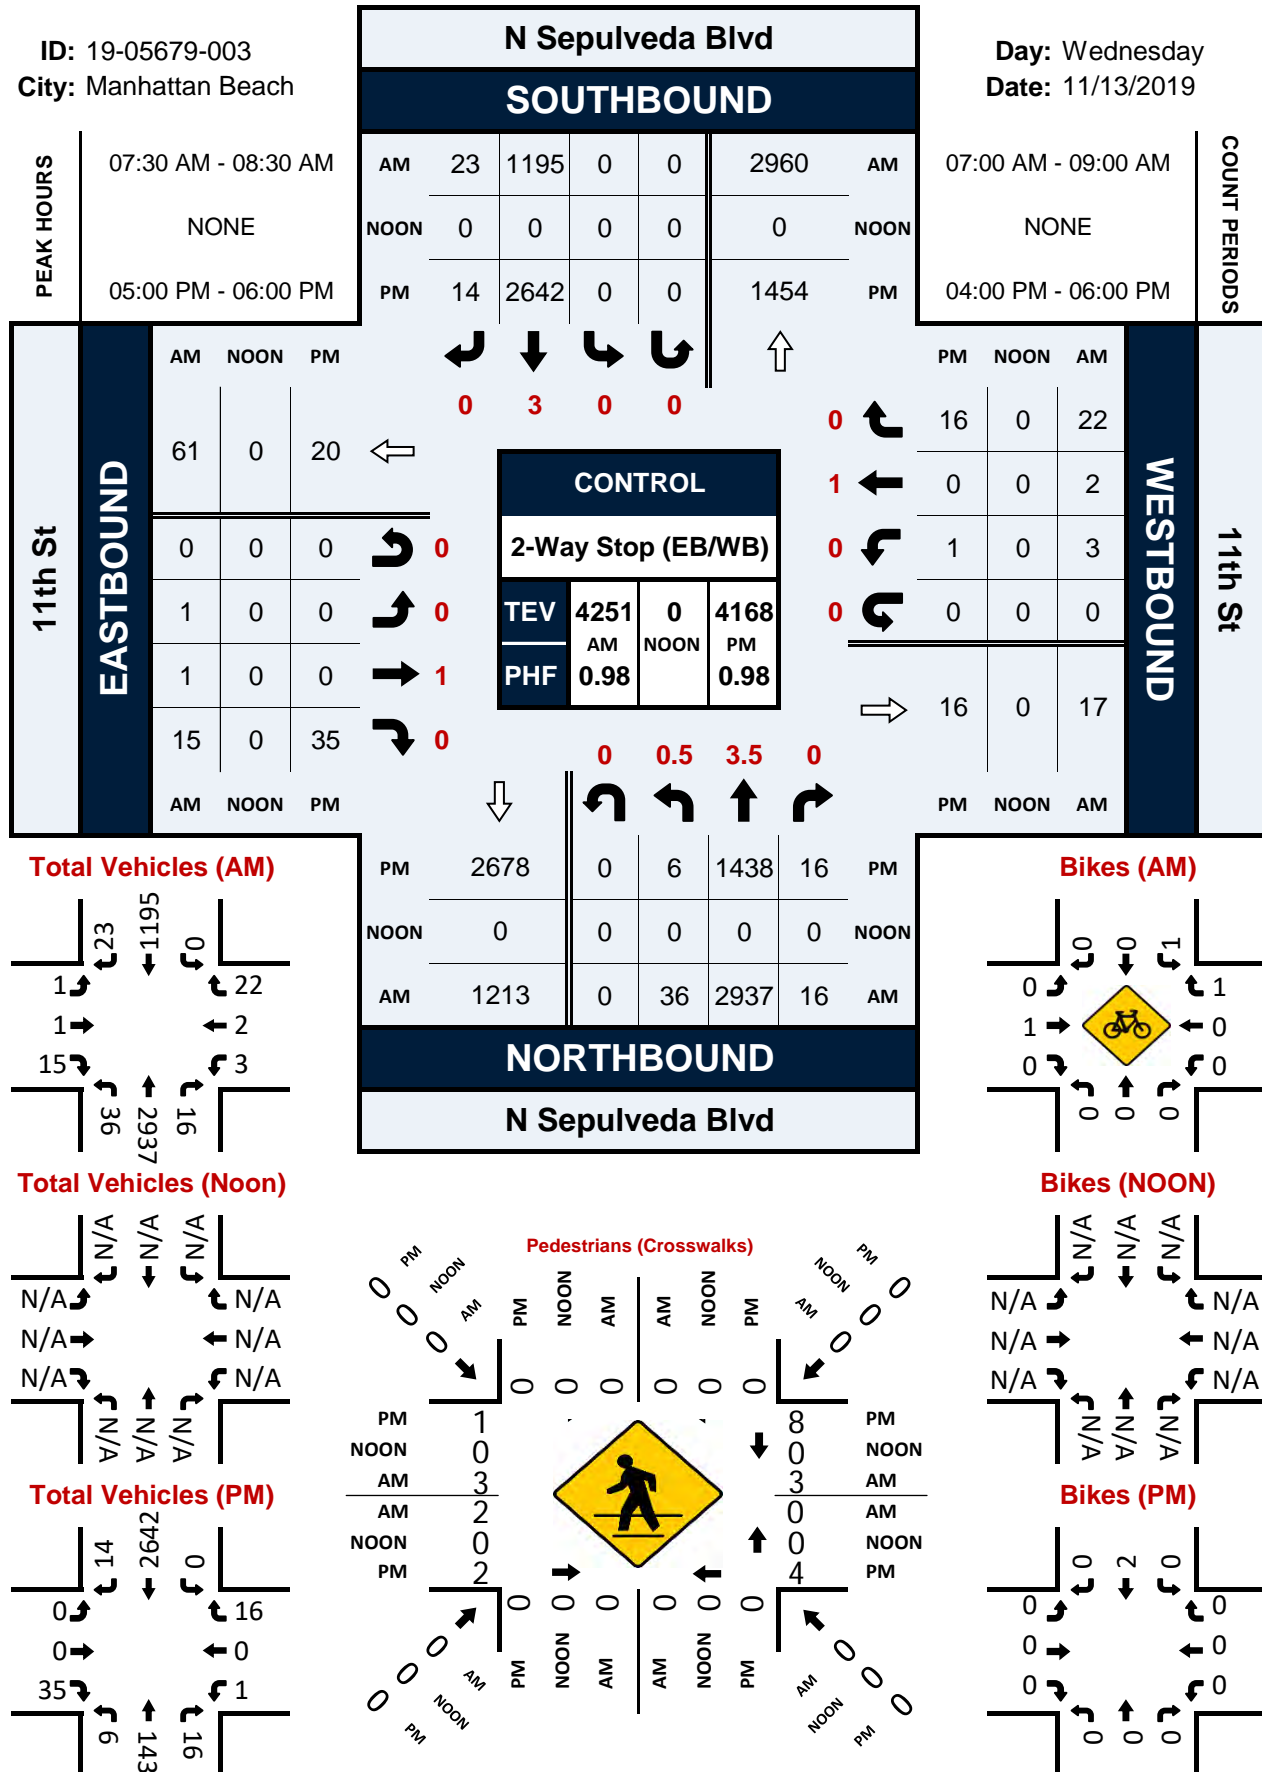 N Sepulveda Blvd
ID: 19-05679-003
Day: Wednesday
City: Manhattan Beach
Date: 11/13/2019
SOUTHBOUND
PEAK HOURS
07:30 AM - 08:30 AM
NONE
05:00 PM - 06:00 PM
AM 23 1195 0 0 2960 AM
NOON 0 0 0 0 0 NOON
PM 14 2642 0 0 1454 PM
07:00 AM - 09:00 AM
NONE
04:00 PM - 06:00 PM
COUNT PERIODS
0 3 0 0
11th St
EASTBOUND
AM NOON PM
61 0 20
0 0 0 0
1 0 0 0
1 0 0 1
15 0 35 0
AM NOON PM
CONTROL
2-Way Stop (EB/WB)
TEV 4251 0 4168
AM NOON PM
PHF 0.98 0.98
PM NOON AM
0 16 0 22
1 0 0 2
0 1 0 3
0 0 0 0
16 0 17
PM NOON AM
WESTBOUND
11th St
0 0.5 3.5 0
PM 2678 0 6 1438 16 PM
NOON 0 0 0 0 0 NOON
AM 1213 0 36 2937 16 AM
NORTHBOUND
N Sepulveda Blvd
Total Vehicles (AM)
23 1195 0
1 22
1 2
15 3
36 2937 16
Bikes (AM)
0 0 1
0 1
1 0
0 0
0 0 0
Total Vehicles (Noon)
N/A N/A N/A
N/A N/A
N/A N/A
N/A N/A
N/A N/A N/A
Bikes (NOON)
N/A N/A N/A
N/A N/A
N/A N/A
N/A N/A
N/A N/A N/A
Pedestrians (Crosswalks)
0 PM
0 NOON
0 AM
PM NOON AM AM NOON PM
NOON PM
AM
0 0 0
0 0 0 0 0 0
PM 1 8 PM
NOON 0 0 NOON
AM 3 3 AM
AM 2 0 AM
NOON 0 0 NOON
PM 2 4 PM
0 0 0 0 0 0
PM NOON AM AM NOON PM
0 AM
0 NOON
0 PM
0 AM
0 NOON
0 PM
Total Vehicles (PM)
14 2642 0
0 16
0 0
35 1
6 143 16
Bikes (PM)
0 2 0
0 0
0 0
0 0
0 0 0